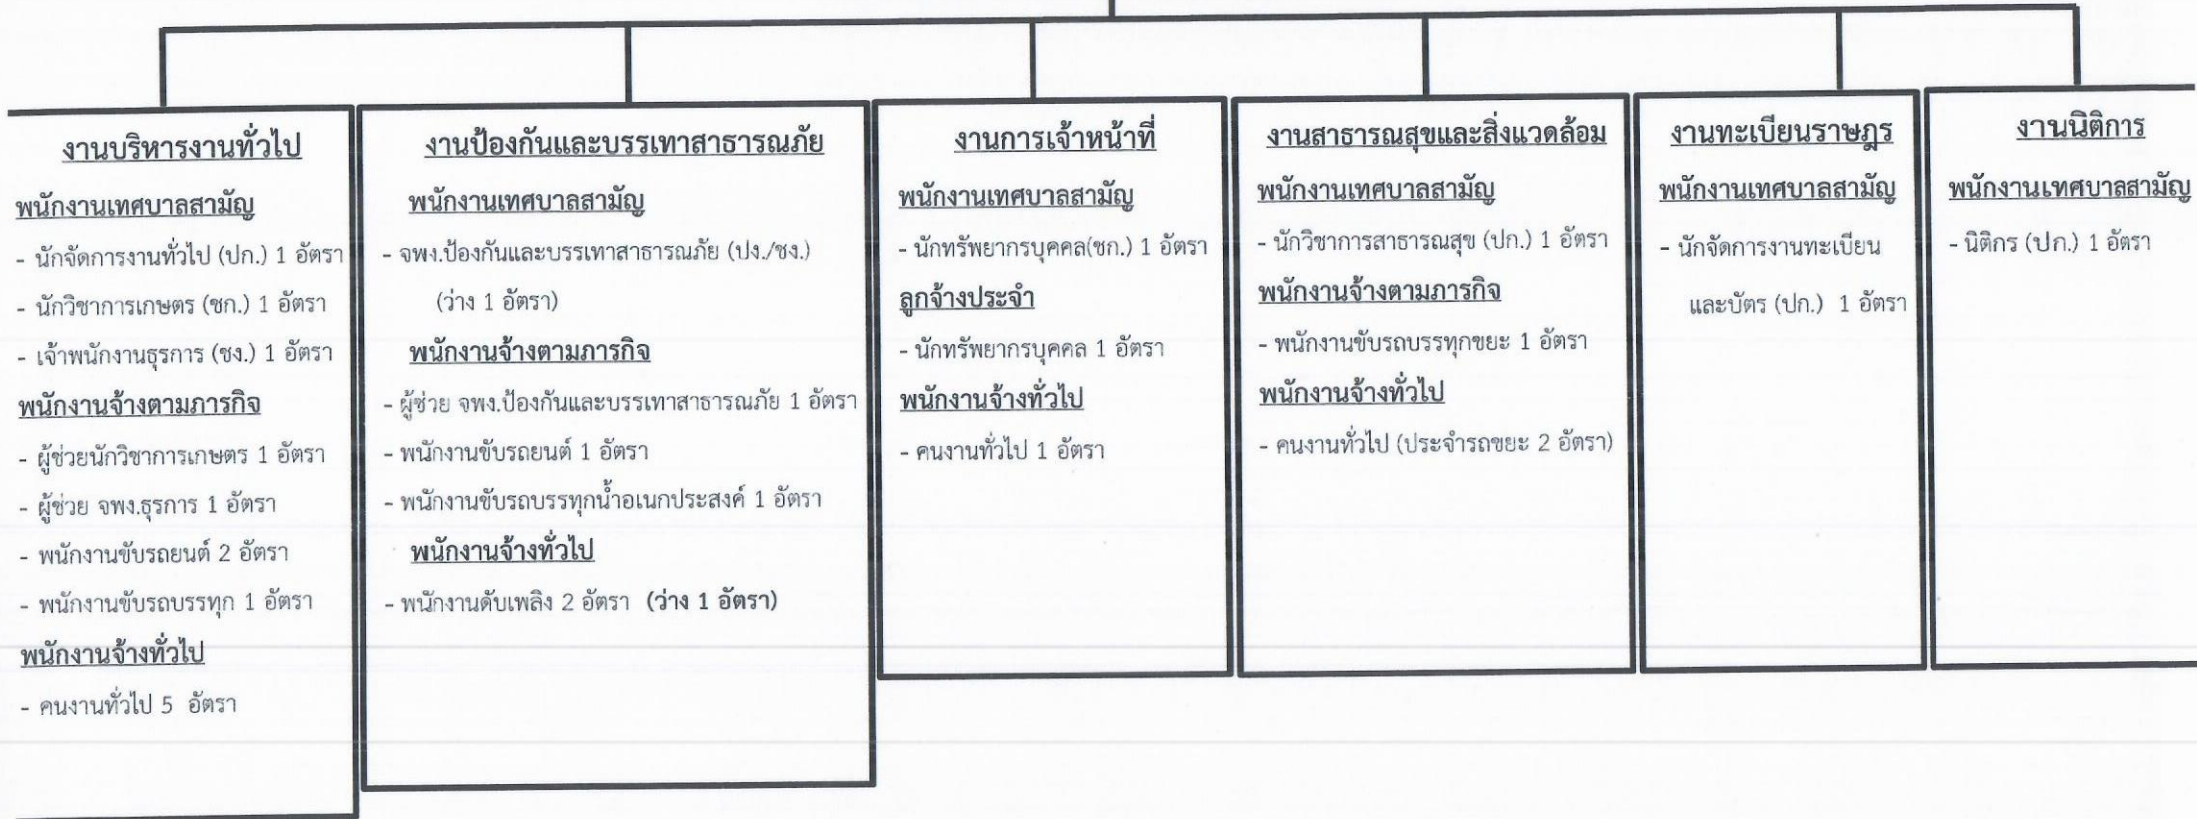 งานบริหารงานทั่วไป
พนักงานเทศบาลสามัญ
- นักจัดการงานทั่วไป (ปก.) 1 อัตรา
- นักวิชาการเกษตร (ชก.) 1 อัตรา
- เจ้าพนักงานธุรการ (ชง.) 1 อัตรา
พนักงานจ้างตามภารกิจ
- ผู้ช่วยนักวิชาการเกษตร 1 อัตรา
- ผู้ช่วย จพง.ธุรการ 1 อัตรา
- พนักงานขับรถยนต์ 2 อัตรา
- พนักงานขับรถบรรทุก 1 อัตรา
พนักงานจ้างทั่วไป
- คนงานทั่วไป 5 อัตรา
งานป้องกันและบรรเทาสาธารณภัย
พนักงานเทศบาลสามัญ
- จพง.ป้องกันและบรรเทาสาธารณภัย (ปง./ชง.)
(ว่าง 1 อัตรา)
พนักงานจ้างตามภารกิจ
- ผู้ช่วย จพง.ป้องกันและบรรเทาสาธารณภัย 1 อัตรา
- พนักงานขับรถยนต์ 1 อัตรา
- พนักงานขับรถบรรทุกน้ำอเนกประสงค์ 1 อัตรา
พนักงานจ้างทั่วไป
- พนักงานดับเพลิง 2 อัตรา (ว่าง 1 อัตรา)
งานการเจ้าหน้าที่
พนักงานเทศบาลสามัญ
- นักทรัพยากรบุคคล(ชก.) 1 อัตรา
ลูกจ้างประจำ
- นักทรัพยากรบุคคล 1 อัตรา
พนักงานจ้างทั่วไป
- คนงานทั่วไป 1 อัตรา
งานสาธารณสุขและสิ่งแวดล้อม
พนักงานเทศบาลสามัญ
- นักวิชาการสาธารณสุข (ปก.) 1 อัตรา
พนักงานจ้างตามภารกิจ
- พนักงานขับรถบรรทุกขยะ 1 อัตรา
พนักงานจ้างทั่วไป
- คนงานทั่วไป (ประจำรถขยะ 2 อัตรา)
งานทะเบียนราษฎร
พนักงานเทศบาลสามัญ
- นักจัดการงานทะเบียน
และบัตร (ปก.) 1 อัตรา
งานนิติการ
พนักงานเทศบาลสามัญ
- นิติกร (ปก.) 1 อัตรา